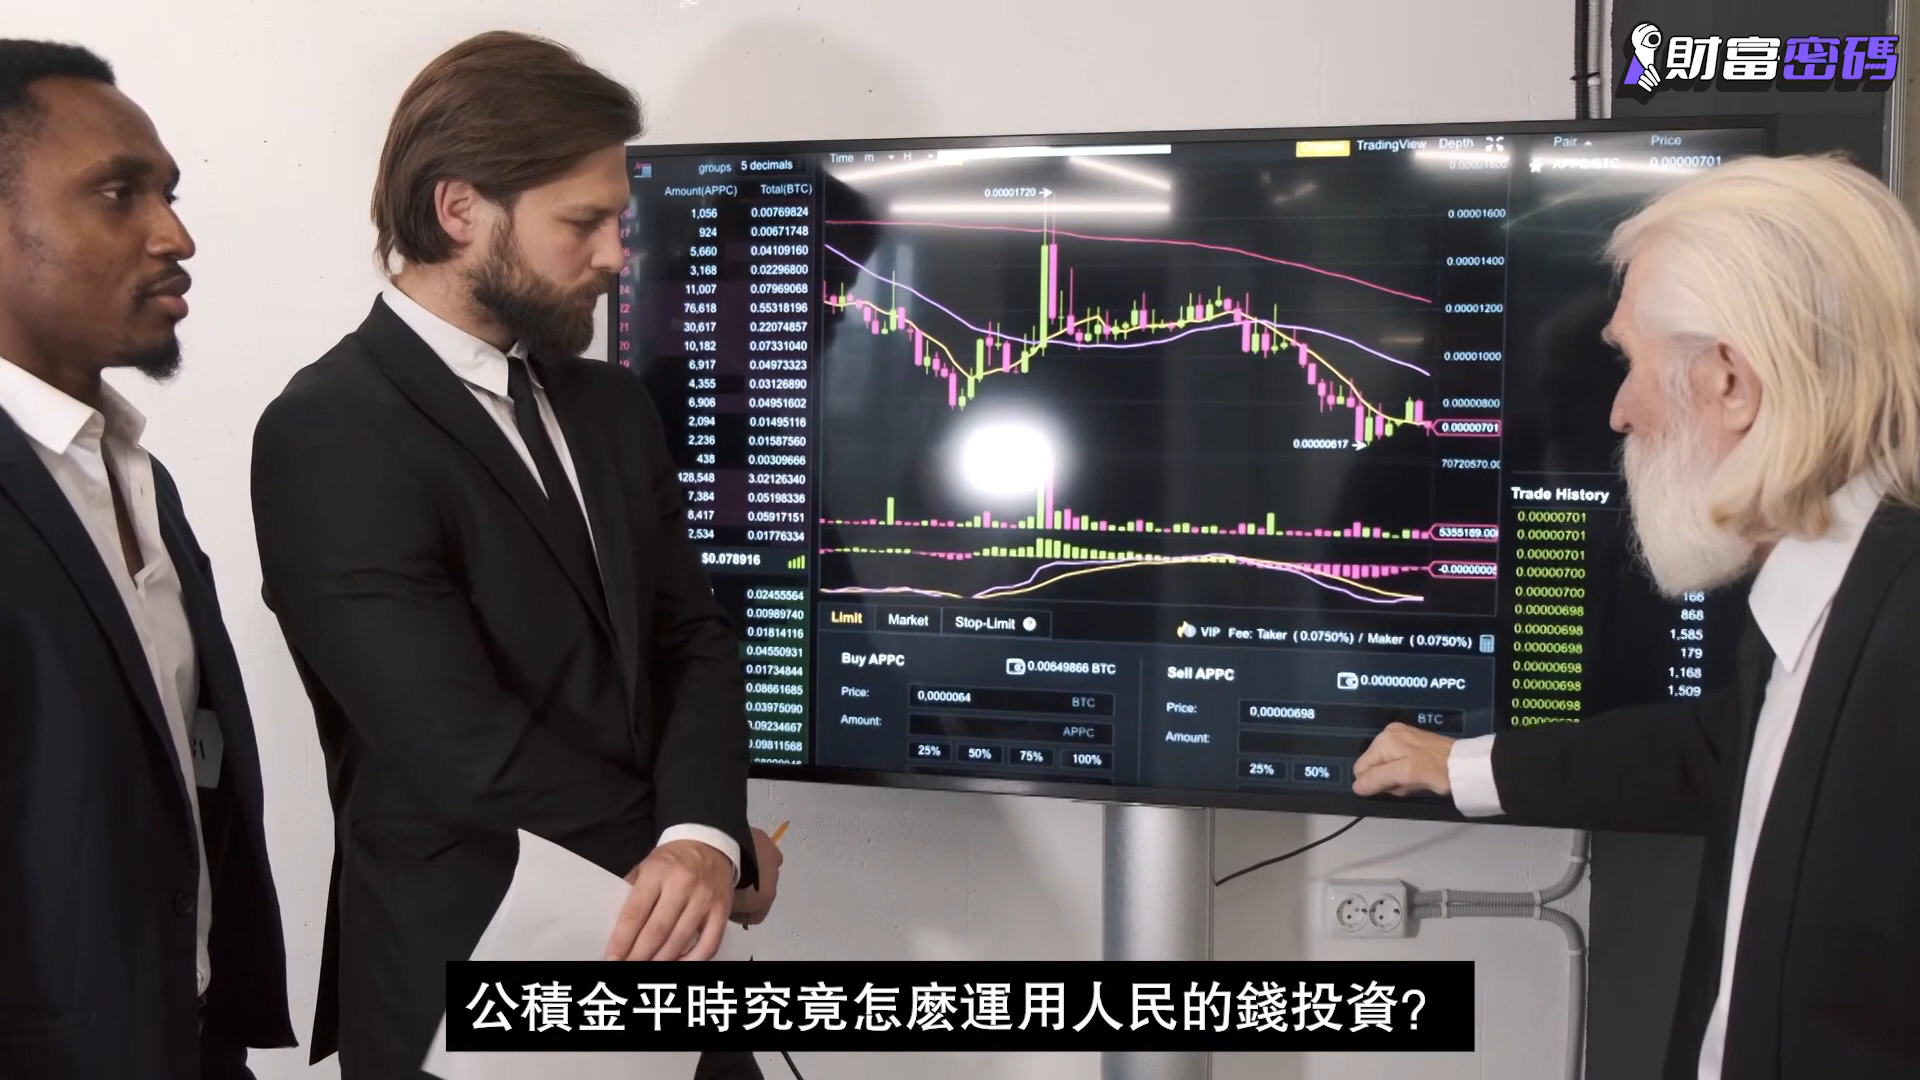 財富密碼
groups 5 decimals
Amount(APPC) Total(BTC)
1,056 0.00769824
924 0.00671748
5,660 0.04109160
3,168 0.02296800
11,007 0.07969068
76,618 0.55318196
30,617 0.22074857
10,182 0.07331040
6,917 0.04973323
4,355 0.03126890
6,906 0.04951602
2,094 0.01495116
2,236 0.01587560
438 0.00309666
428,548 3.02126340
7,384 0.05198336
8,417 0.05917151
2,534 0.01776334
$0.078916
0.02455564
0.00989740
0.01814116
0.04550931
0.01734844
0.08661685
0.03975090
0.09234667
0.09811568
Time m H
Original TradingView Depth
0.00001800
0.00001720
0.00001600
0.00001400
0.00001200
0.00001000
0.00000800
0.00000701
0.00000617
70720570.00
5355189.00
Pair Price
APPC/BTC 0.00000701
Trade History
0.00000701
0.00000701
0.00000701
0.00000700
0.00000700 166
0.00000698 868
0.00000698 1,585
0.00000698 179
0.00000698 1,168
0.00000698 1,509
0.00000698
Limit Market Stop-Limit
VIP Fee: Taker (0.0750%) / Maker (0.0750%)
Buy APPC 0.00649866 BTC
Price: 0,0000064 BTC
Amount: APPC
25% 50% 75% 100%
Sell APPC 0.00000000 APPC
Price: 0,00000698 BTC
Amount:
25% 50%
公積金平時究竟怎麽運用人民的錢投資?